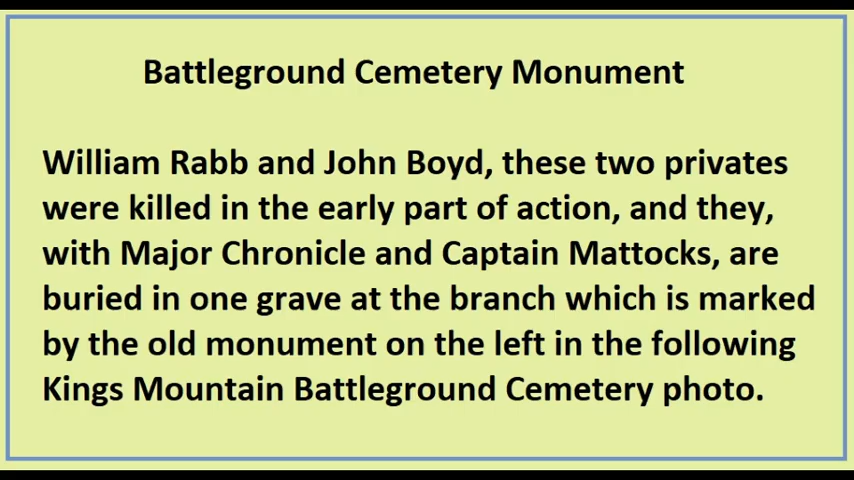 Battleground Cemetery Monument
William Rabb and John Boyd, these two privates
were killed in the early part of action, and they,
with Major Chronicle and Captain Mattocks, are
buried in one grave at the branch which is marked
by the old monument on the left in the following
Kings Mountain Battleground Cemetery photo.